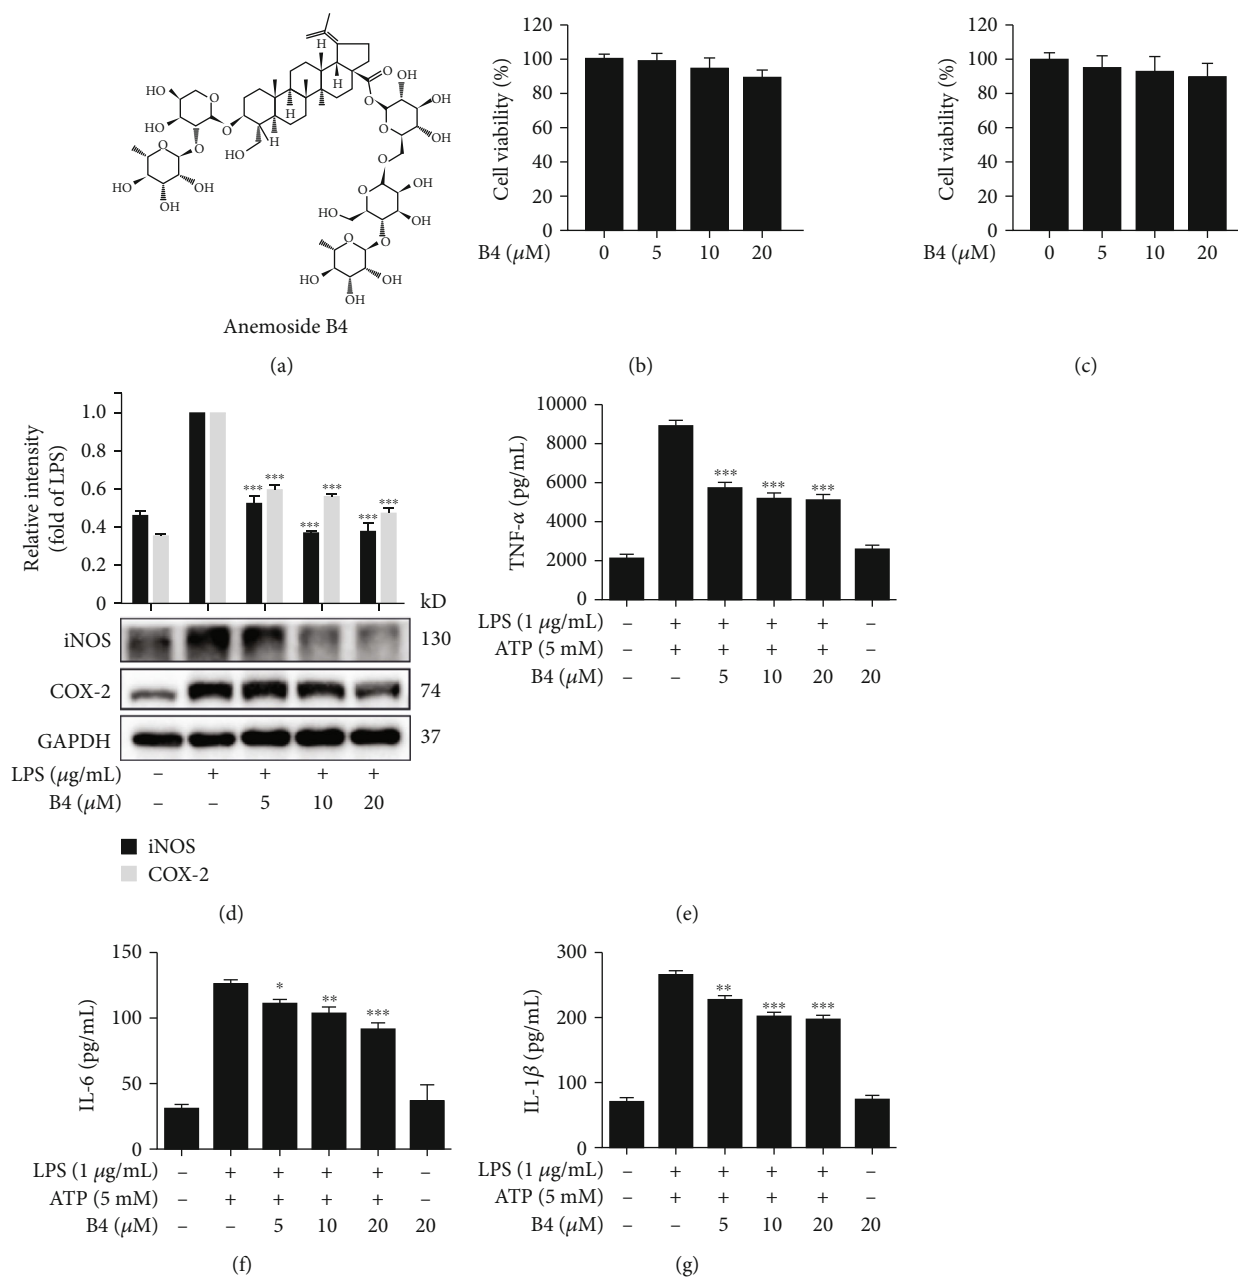 H
H
H
H
O
O
OH
OH
OH
O
O
HO
HO
O
O
O
HO
HO
HO
OH
OH
O
OH
OH
HO
O
O
HO
HO
OH
OH
Anemoside B4
(a)
Cell viability (%)
120
100
80
60
40
20
0
B4 (μM) 0 5 10 20
(b)
Cell viability (%)
120
100
80
60
40
20
0
B4 (μM) 0 5 10 20
(c)
Relative intensity
(fold of LPS)
1.0
0.8
0.6
0.4
0.2
0
*** *** *** *** *** ***
kD
iNOS 130
COX-2 74
GAPDH 37
LPS (μg/mL) – + + + +
B4 (μM) – – 5 10 20
iNOS
COX-2
(d)
TNF-α (pg/mL)
10000
8000
6000
4000
2000
0
*** *** ***
LPS (1 μg/mL) – + + + + –
ATP (5 mM) – + + + + –
B4 (μM) – – 5 10 20 20
(e)
IL-6 (pg/mL)
150
100
50
0
* ** ***
LPS (1 μg/mL) – + + + + –
ATP (5 mM) – + + + + –
B4 (μM) – – 5 10 20 20
(f)
IL-1β (pg/mL)
300
200
100
0
** *** ***
LPS (1 μg/mL) – + + + + –
ATP (5 mM) – + + + + –
B4 (μM) – – 5 10 20 20
(g)